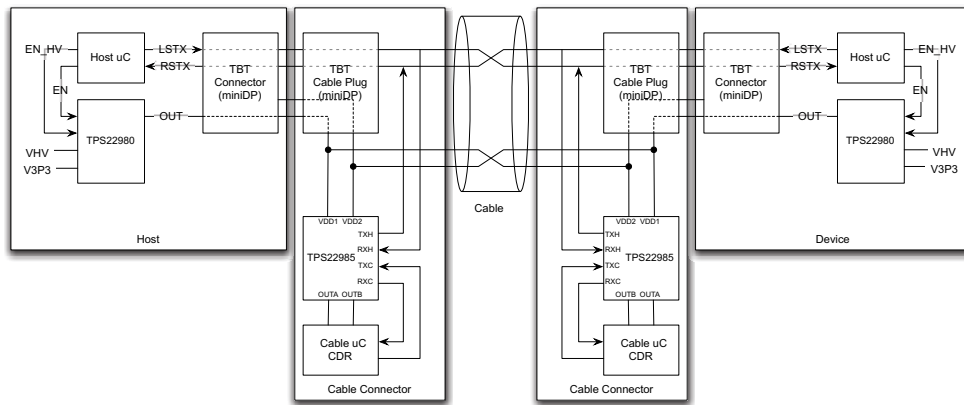 EN_HV
Host uC
LSTX
RSTX
EN
TBT
Connector
(miniDP)
OUT
TPS22980
VHV
V3P3
Host
TBT
Cable Plug
(miniDP)
VDD1 VDD2
TXH
RXH
TPS22985
TXC
RXC
OUTA OUTB
Cable uC
CDR
Cable Connector
Cable
TBT
Cable Plug
(miniDP)
VDD2 VDD1
TXH
RXH
TXC
TPS22985
RXC
OUTB OUTA
Cable uC
CDR
Cable Connector
TBT
Connector
(miniDP)
LSTX
RSTX
Host uC
EN_HV
EN
OUT
TPS22980
VHV
V3P3
Device